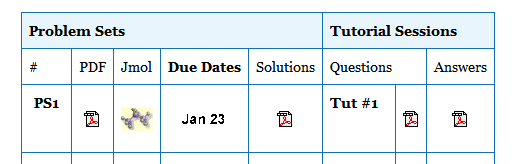 Problem Sets Tutorial Sessions
# PDF Jmol Due Dates Solutions Questions Answers
PS1 Jan 23 Tut #1